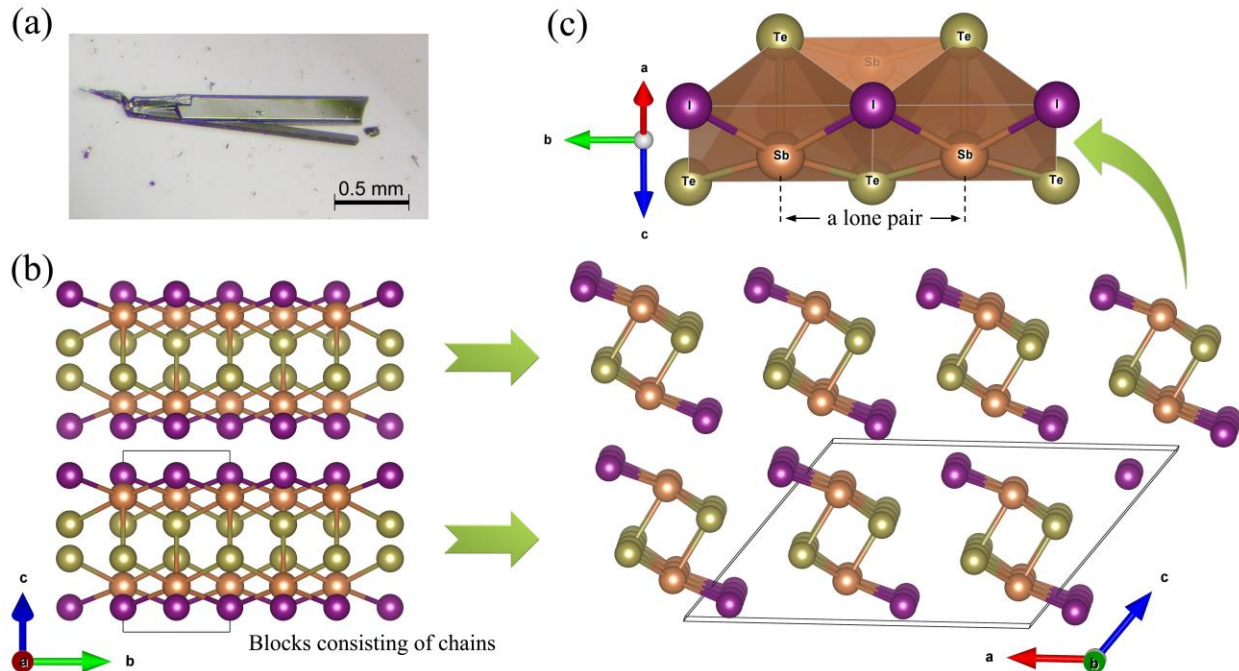 (a)
0.5 mm
(c)
Te
Te
Sb
a
I
I
I
b
Sb
Sb
Te
Te
Te
a lone pair
c
(b)
c
a
b
Blocks consisting of chains
c
a
b